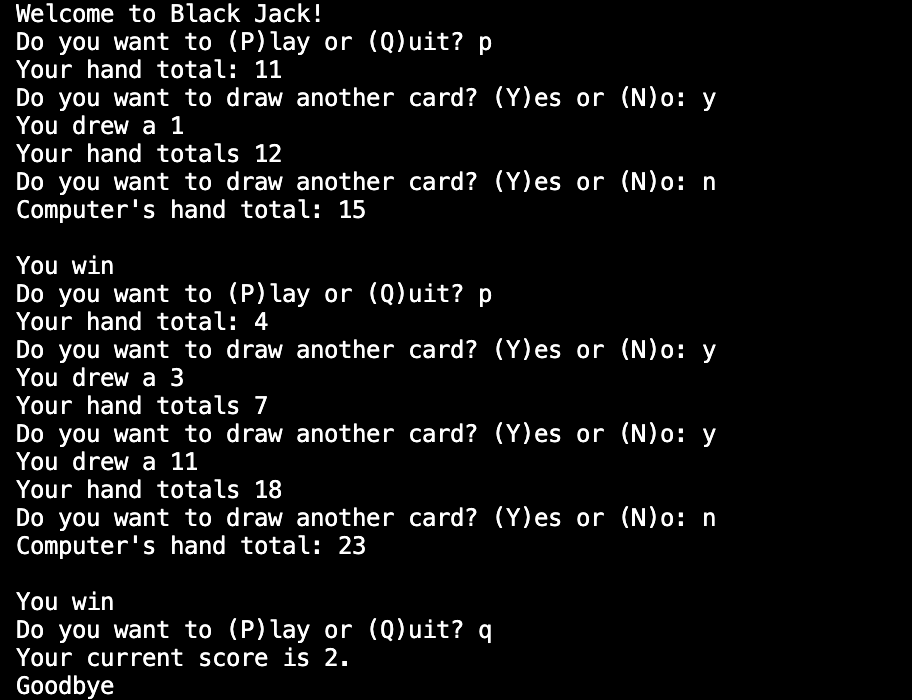 Welcome to Black Jack!
Do you want to (P)lay or (Q)uit? p
Your hand total: 11
Do you want to draw another card? (Y)es or (N)o: y
You drew a 1
Your hand totals 12
Do you want to draw another card? (Y)es or (N)o: n
Computer's hand total: 15

You win
Do you want to (P)lay or (Q)uit? p
Your hand total: 4
Do you want to draw another card? (Y)es or (N)o: y
You drew a 3
Your hand totals 7
Do you want to draw another card? (Y)es or (N)o: y
You drew a 11
Your hand totals 18
Do you want to draw another card? (Y)es or (N)o: n
Computer's hand total: 23

You win
Do you want to (P)lay or (Q)uit? q
Your current score is 2.
Goodbye